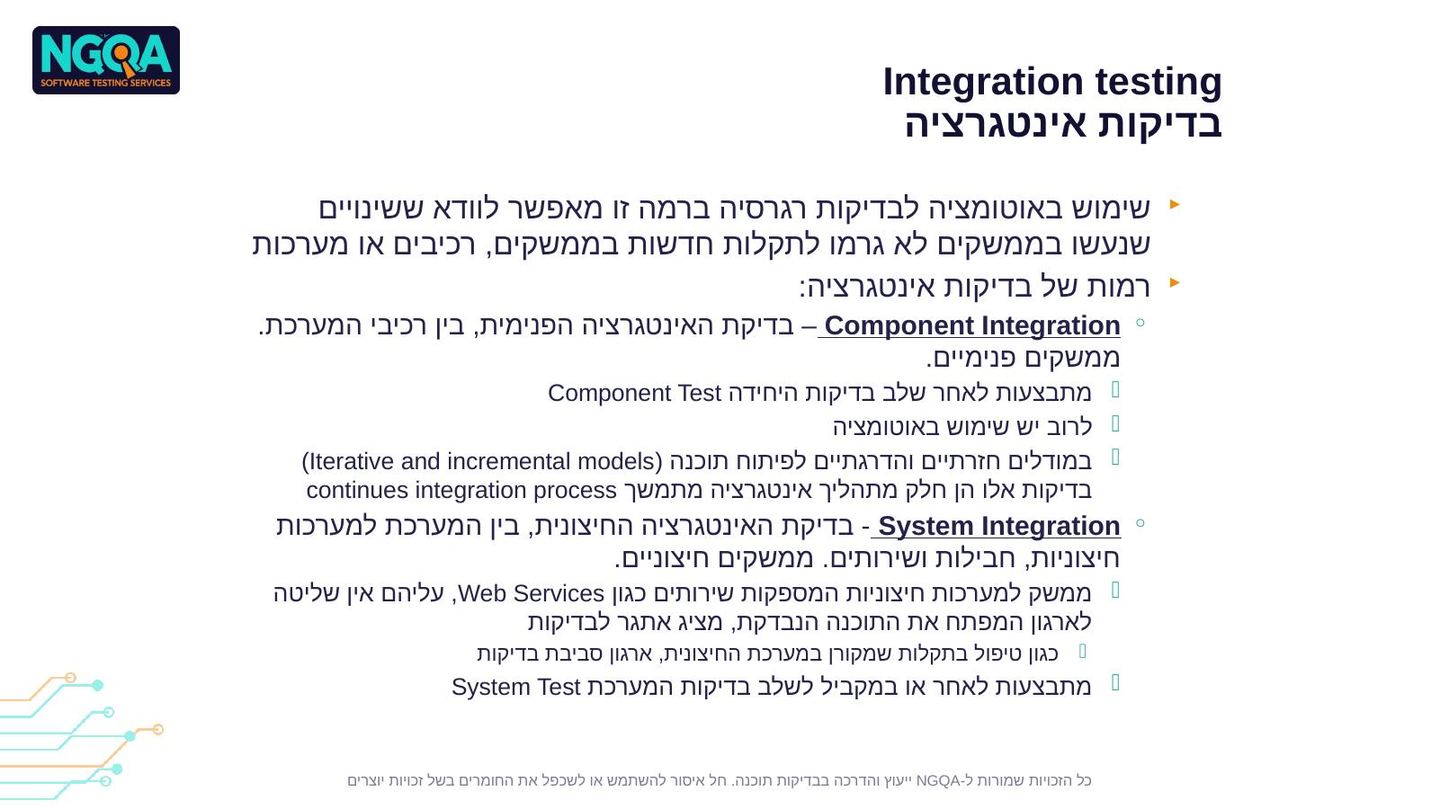 NGQA
SOFTWARE TESTING SERVICES
Integration testing
בדיקות אינטגרציה
שימוש באוטומציה לבדיקות רגרסיה ברמה זו מאפשר לוודא ששינויים
שנעשו בממשקים לא גרמו לתקלות חדשות בממשקים, רכיבים או מערכות
רמות של בדיקות אינטגרציה:
Component Integration – בדיקת האינטגרציה הפנימית, בין רכיבי המערכת.
ממשקים פנימיים.
מתבצעות לאחר שלב בדיקות היחידה Component Test
לרוב יש שימוש באוטומציה
במודלים חזרתיים והדרגתיים לפיתוח תוכנה (Iterative and incremental models)
בדיקות אלו הן חלק מתהליך אינטגרציה מתמשך continues integration process
System Integration - בדיקת האינטגרציה החיצונית, בין המערכת למערכות
חיצוניות, חבילות ושירותים. ממשקים חיצוניים.
ממשק למערכות חיצוניות המספקות שירותים כגון Web Services, עליהם אין שליטה
לארגון המפתח את התוכנה הנבדקת, מציג אתגר לבדיקות
כגון טיפול בתקלות שמקורן במערכת החיצונית, ארגון סביבת בדיקות
מתבצעות לאחר או במקביל לשלב בדיקות המערכת System Test
כל הזכויות שמורות ל-NGQA ייעוץ והדרכה בבדיקות תוכנה. חל איסור להשתמש או לשכפל את החומרים בשל זכויות יוצרים